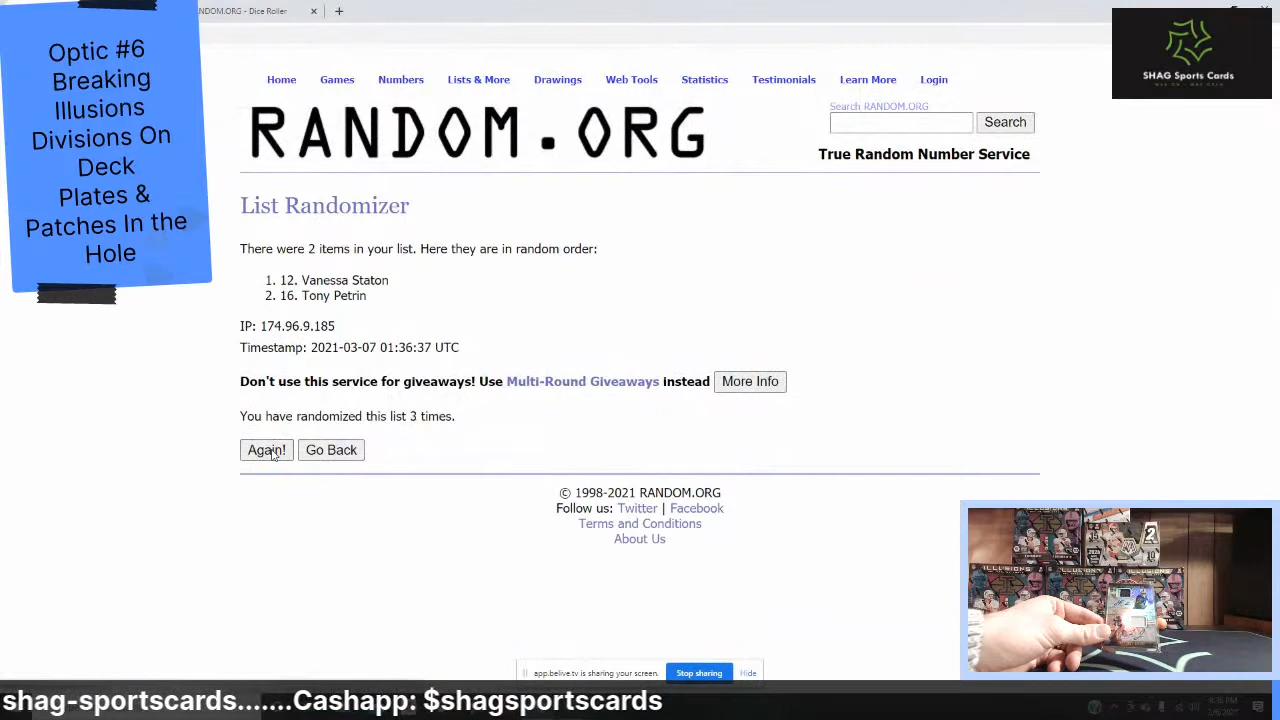 RANDOM.ORG - Dice Roller
Optic #6
Breaking
Illusions
Divisions On
Deck
Plates &
Patches In the
Hole
Home Games Numbers Lists & More Drawings Web Tools Statistics Testimonials Learn More Login
RANDOM.ORG
Search RANDOM.ORG
Search
True Random Number Service
SHAG Sports Cards
List Randomizer
There were 2 items in your list. Here they are in random order:
1. 12. Vanessa Staton
2. 16. Tony Petrin
IP: 174.96.9.185
Timestamp: 2021-03-07 01:36:37 UTC
Don't use this service for giveaways! Use Multi-Round Giveaways instead More Info
You have randomized this list 3 times.
Again! Go Back
© 1998-2021 RANDOM.ORG
Follow us: Twitter | Facebook
Terms and Conditions
About Us
ILLUSIONS
app.belive.tv is sharing your screen. Stop sharing Hide
shag-sportscards......Cashapp: $shagsportscards